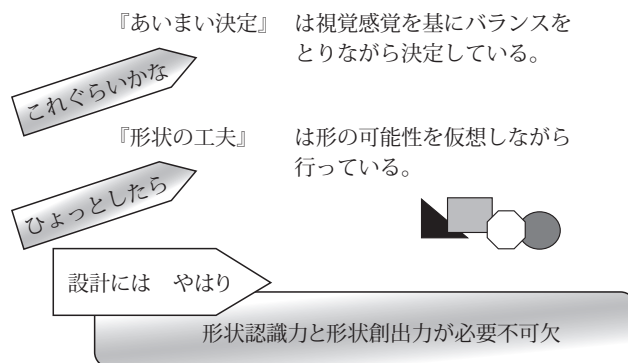 『あいまい決定』 は視覚感覚を基にバランスを
とりながら決定している。
これぐらいかな
『形状の工夫』 は形の可能性を仮想しながら
行っている。
ひょっとしたら
設計には やはり
形状認識力と形状創出力が必要不可欠